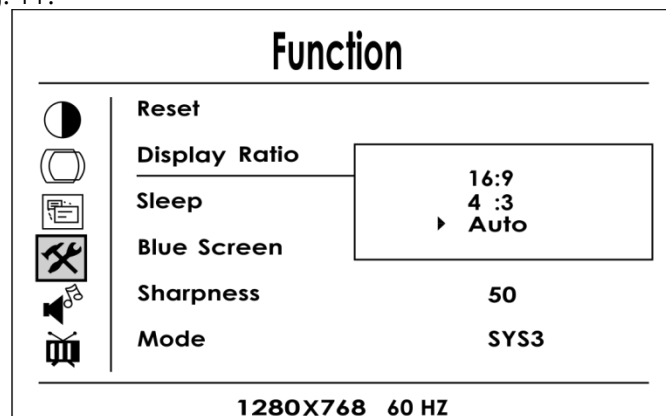 Function
Reset
Display Ratio
16:9
4 :3
Auto
Sleep
Blue Screen
Sharpness 50
Mode SYS3
1280X768 60 HZ